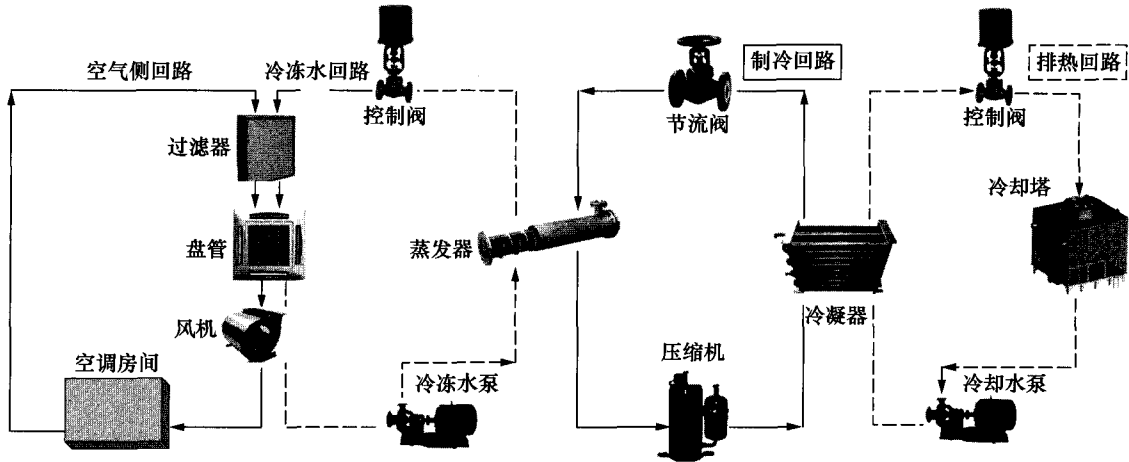 空气侧回路
冷冻水回路
制冷回路
排热回路
控制阀
节流阀
控制阀
过滤器
冷却塔
盘管
蒸发器
冷凝器
风机
空调房间
压缩机
冷冻水泵
冷却水泵